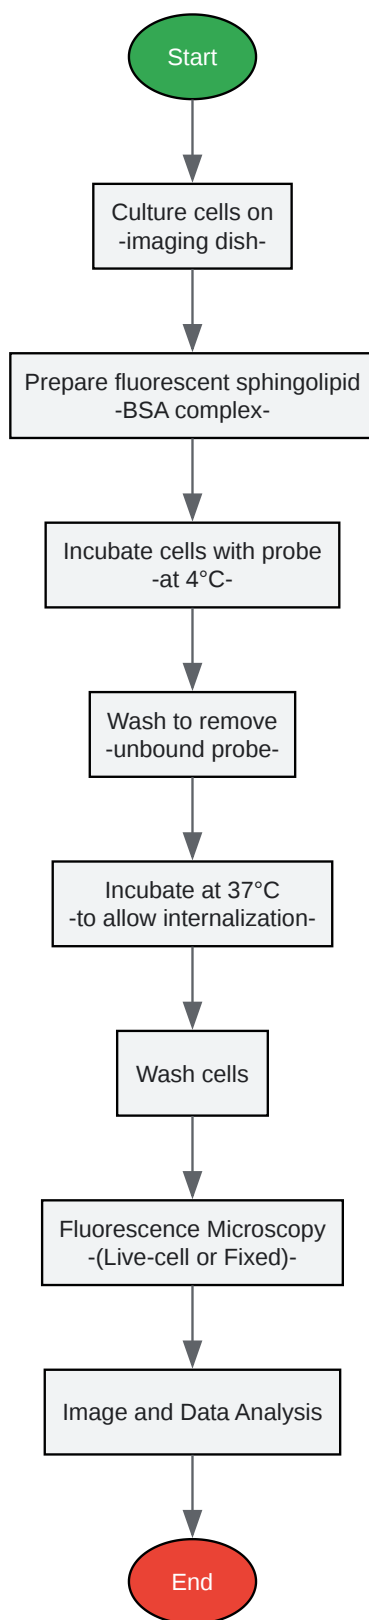 Start
Culture cells on
-imaging dish-
Prepare fluorescent sphingolipid
-BSA complex-
Incubate cells with probe
-at 4°C-
Wash to remove
-unbound probe-
Incubate at 37°C
-to allow internalization-
Wash cells
Fluorescence Microscopy
-(Live-cell or Fixed)-
Image and Data Analysis
End